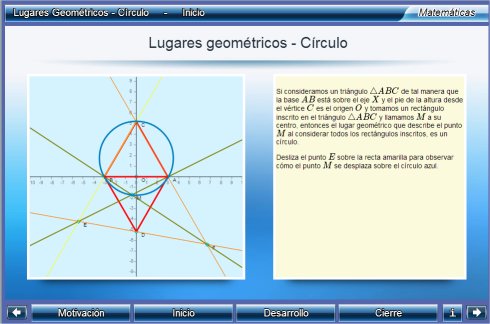 Lugares Geométricos - Círculo - Inicio
Matemáticas
Lugares geométricos - Círculo
Si consideramos un triángulo △ABC de tal manera que
la base AB está sobre el eje X y el pie de la altura desde
el vértice C es el origen O y tomamos un rectángulo
inscrito en el triángulo △ABC y llamamos M a su
centro, entonces el lugar geométrico que describe el punto
M al considerar todos los rectángulos inscritos, es un
círculo.
Desliza el punto E sobre la recta amarilla para observar
cómo el punto M se desplaza sobre el círculo azul.
C
B
A
M
E
D
Motivación
Inicio
Desarrollo
Cierre
i